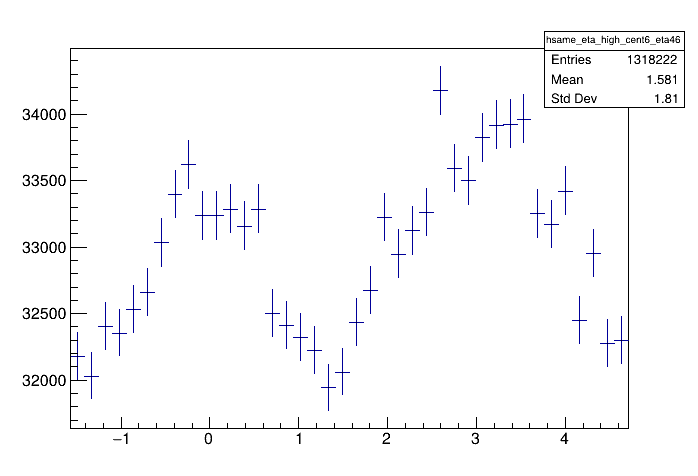 hsame_eta_high_cent6_eta46
Entries 1318222
Mean 1.581
Std Dev 1.81
34000
33500
33000
32500
32000
−1 0 1 2 3 4